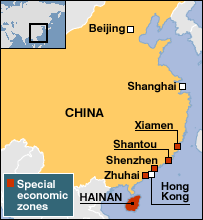 Beijing
Shanghai
CHINA
Xiamen
Shantou
Shenzhen
Zhuhai
HAINAN
Hong
Kong
Special
economic
zones